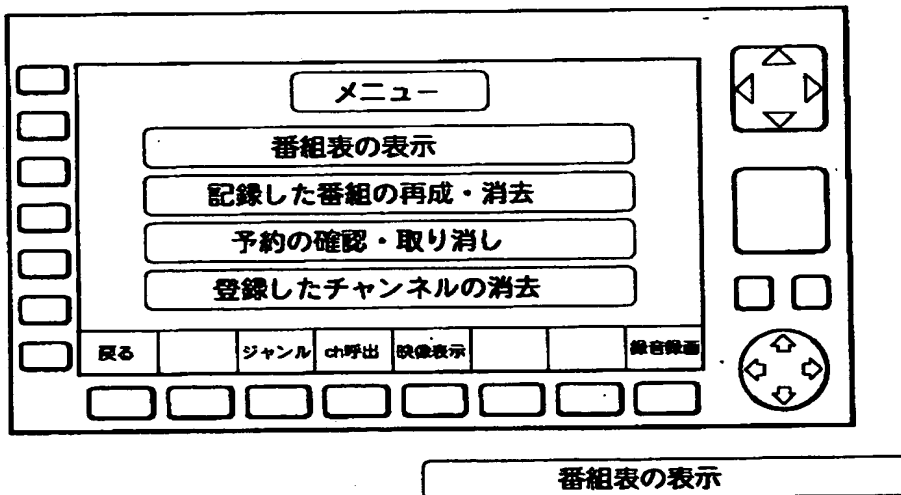 メニュー
番組表の表示
記録した番組の再成・消去
予約の確認・取り消し
登録したチャンネルの消去
戻る ジャンル ch呼出 映像表示 録音録画
番組表の表示